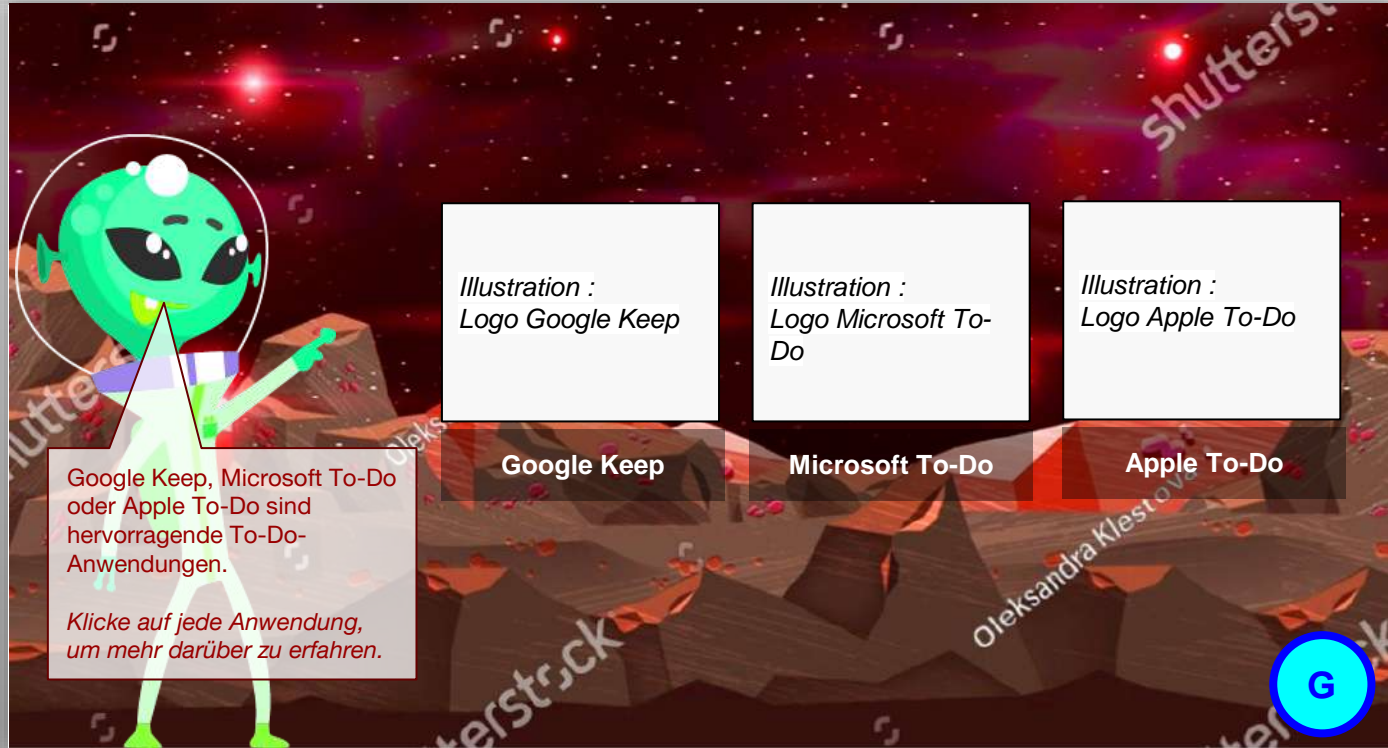 shutterst
Illustration :
Logo Google Keep
Illustration :
Logo Microsoft To-
Do
Illustration :
Logo Apple To-Do
Google Keep
Microsoft To-Do
Apple To-Do
Google Keep, Microsoft To-Do
oder Apple To-Do sind
hervorragende To-Do-
Anwendungen.
Klicke auf jede Anwendung,
um mehr darüber zu erfahren.
Oleksandra Klestova
G